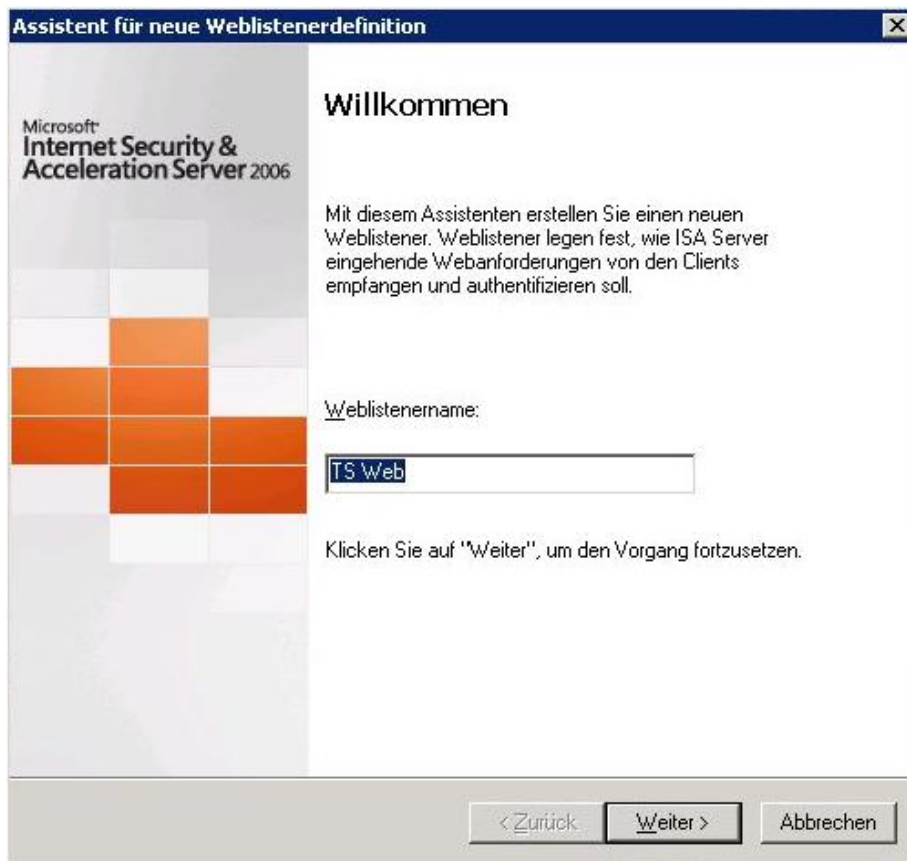 Assistent für neue Weblistenerdefinition
Microsoft
Internet Security &
Acceleration Server 2006
Willkommen
Mit diesem Assistenten erstellen Sie einen neuen
Weblistener. Weblistener legen fest, wie ISA Server
eingehende Webanforderungen von den Clients
empfangen und authentifizieren soll.
Weblistenername:
TS Web
Klicken Sie auf "Weiter", um den Vorgang fortzusetzen.
< Zurück
Weiter >
Abbrechen